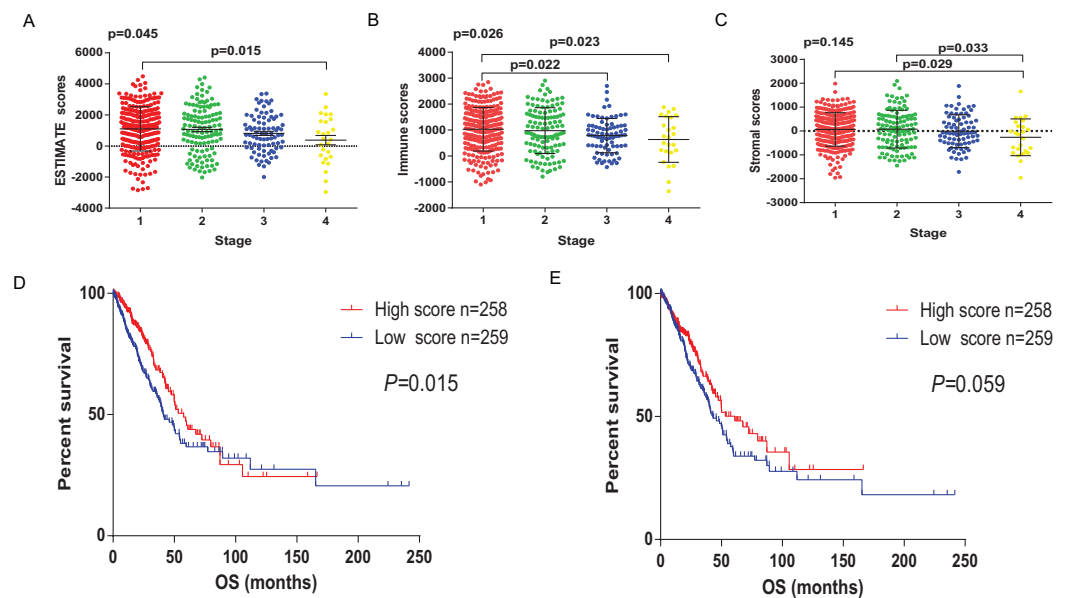 A
p=0.045
p=0.015
ESTIMATE scores
6000
4000
2000
0
-2000
-4000
1 2 3 4
Stage
B
p=0.026
p=0.023
p=0.022
Immune scores
4000
3000
2000
1000
0
-1000
-2000
1 2 3 4
Stage
C
p=0.145
p=0.033
p=0.029
Stromal scores
3000
2000
1000
0
-1000
-2000
-3000
1 2 3 4
Stage
D
Percent survival
100
50
0
High score n=258
Low score n=259
P=0.015
0 50 100 150 200 250
OS (months)
E
Percent survival
100
50
0
High score n=258
Low score n=259
P=0.059
0 50 100 150 200 250
OS (months)